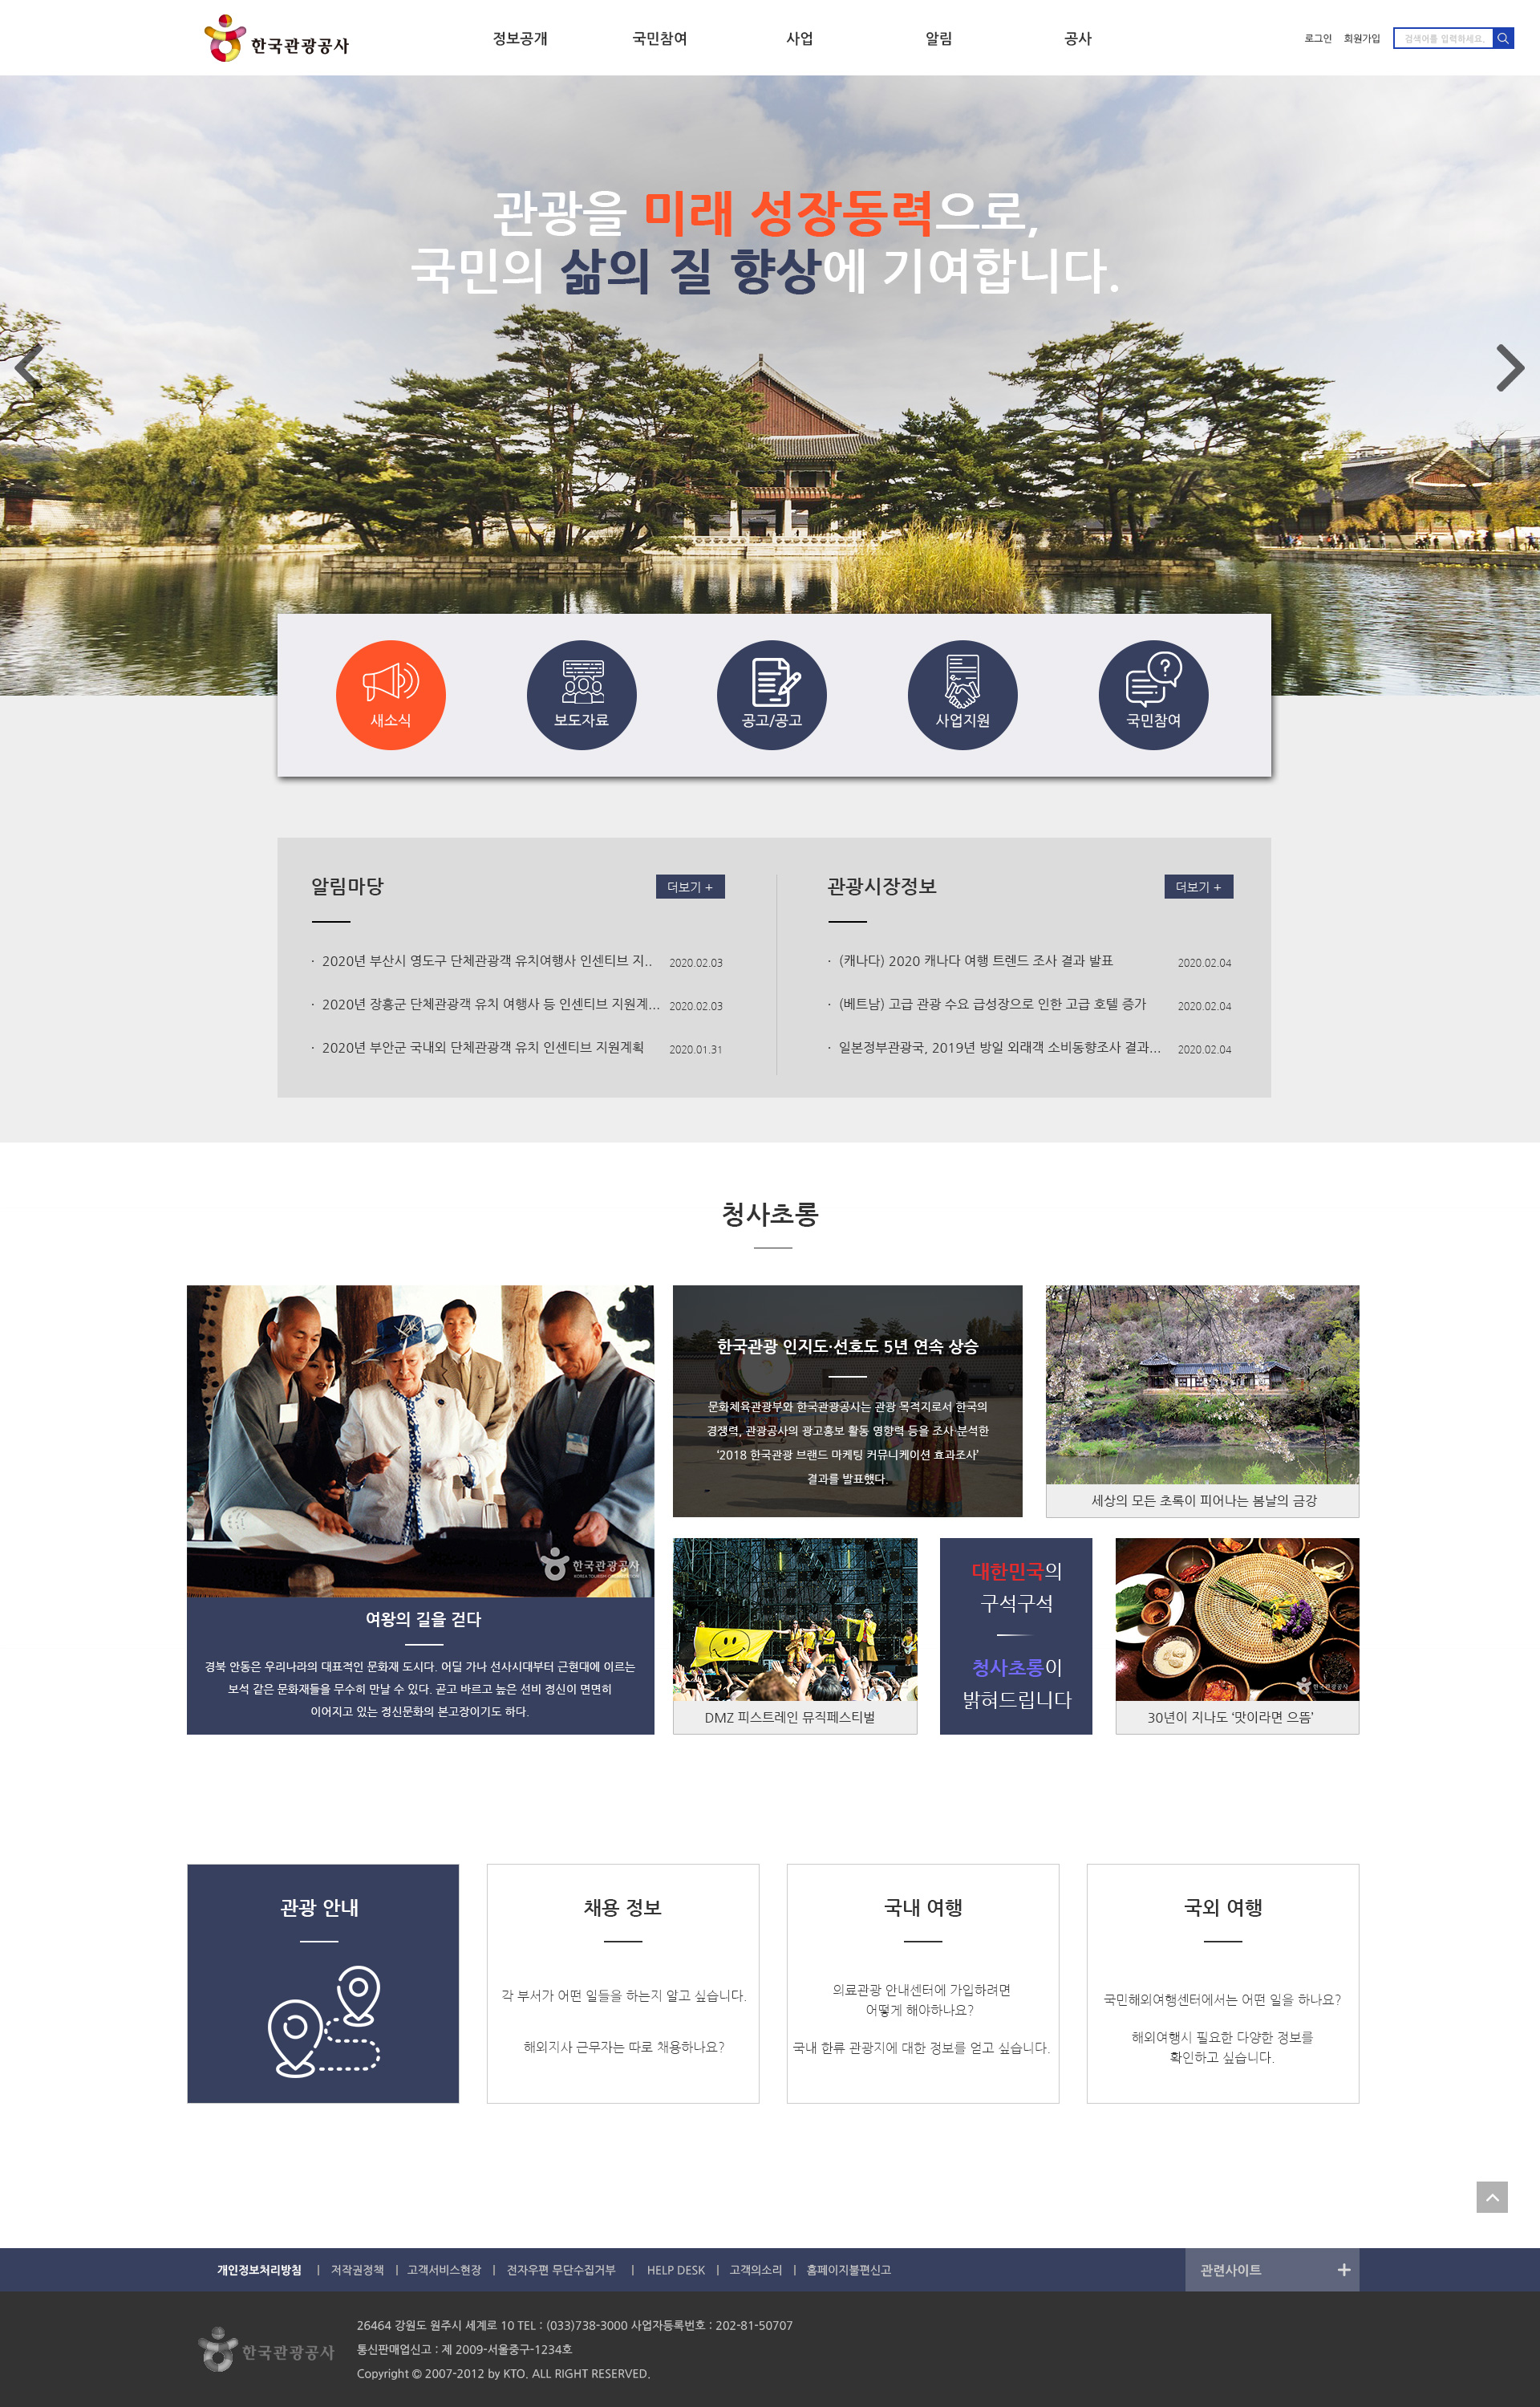 한국관광공사
정보공개 국민참여 사업 알림 공사
로그인 회원가입 검색어를 입력하세요.
관광을 미래 성장동력으로,
국민의 삶의 질 향상에 기여합니다.
새소식 보도자료 공고/공고 사업지원 국민참여
알림마당 더보기 +
· 2020년 부산시 영도구 단체관광객 유치여행사 인센티브 지.. 2020.02.03
· 2020년 장흥군 단체관광객 유치 여행사 등 인센티브 지원계... 2020.02.03
· 2020년 부안군 국내외 단체관광객 유치 인센티브 지원계획 2020.01.31
관광시장정보 더보기 +
· (캐나다) 2020 캐나다 여행 트렌드 조사 결과 발표 2020.02.04
· (베트남) 고급 관광 수요 급성장으로 인한 고급 호텔 증가 2020.02.04
· 일본정부관광국, 2019년 방일 외래객 소비동향조사 결과... 2020.02.04
청사초롱
한국관광공사
여왕의 길을 걷다
경북 안동은 우리나라의 대표적인 문화재 도시다. 어딜 가나 선사시대부터 근현대에 이르는
보석 같은 문화재들을 무수히 만날 수 있다. 곧고 바르고 높은 선비 정신이 면면히
이어지고 있는 정신문화의 본고장이기도 하다.
한국관광 인지도·선호도 5년 연속 상승
문화체육관광부와 한국관광공사는 관광 목적지로서 한국의
경쟁력, 관광공사의 광고홍보 활동 영향력 등을 조사·분석한
‘2018 한국관광 브랜드 마케팅 커뮤니케이션 효과조사’
결과를 발표했다.
세상의 모든 초록이 피어나는 봄날의 금강
DMZ 피스트레인 뮤직페스티벌
대한민국의
구석구석
청사초롱이
밝혀드립니다
한국관광공사
30년이 지나도 ‘맛이라면 으뜸’
관광 안내
채용 정보
각 부서가 어떤 일들을 하는지 알고 싶습니다.
해외지사 근무자는 따로 채용하나요?
국내 여행
의료관광 안내센터에 가입하려면
어떻게 해야하나요?
국내 한류 관광지에 대한 정보를 얻고 싶습니다.
국외 여행
국민해외여행센터에서는 어떤 일을 하나요?
해외여행시 필요한 다양한 정보를
확인하고 싶습니다.
개인정보처리방침 | 저작권정책 | 고객서비스헌장 | 전자우편 무단수집거부 | HELP DESK | 고객의소리 | 홈페이지불편신고
관련사이트 +
한국관광공사
26464 강원도 원주시 세계로 10 TEL : (033)738-3000 사업자등록번호 : 202-81-50707
통신판매업신고 : 제 2009-서울중구-1234호
Copyright © 2007-2012 by KTO. ALL RIGHT RESERVED.